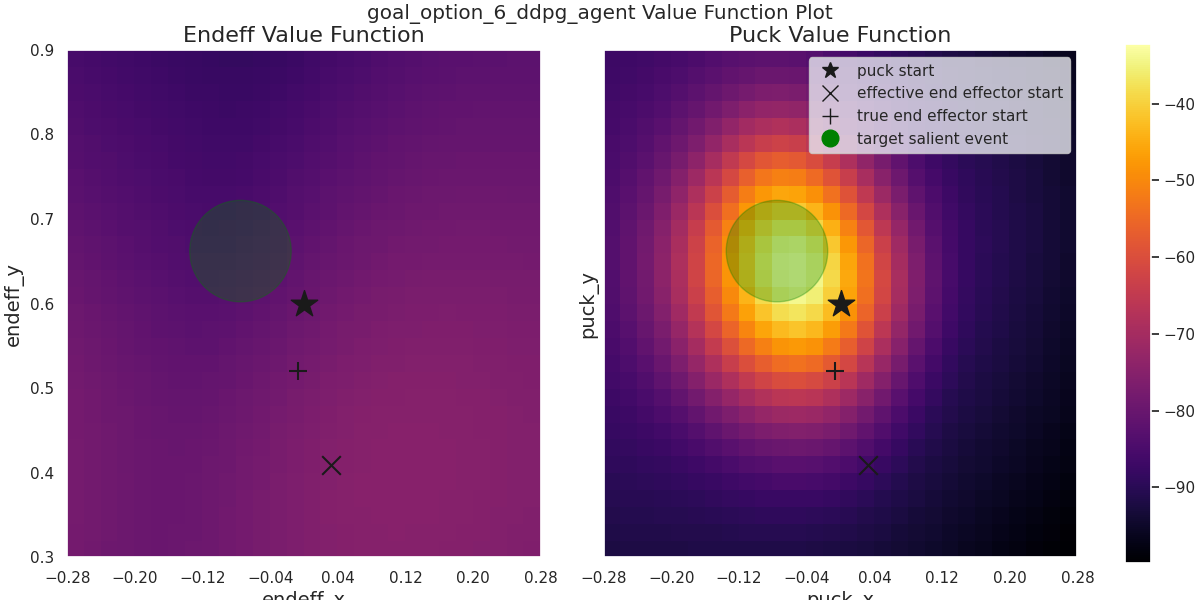 goal_option_6_ddpg_agent Value Function Plot
Endeff Value Function
Puck Value Function
puck start
effective end effector start
true end effector start
target salient event
0.9
0.8
0.7
0.6
0.5
0.4
0.3
endeff_y
puck_y
−0.28 −0.20 −0.12 −0.04 0.04 0.12 0.20 0.28
−0.28 −0.20 −0.12 −0.04 0.04 0.12 0.20 0.28
endeff_x
puck_x
−40
−50
−60
−70
−80
−90